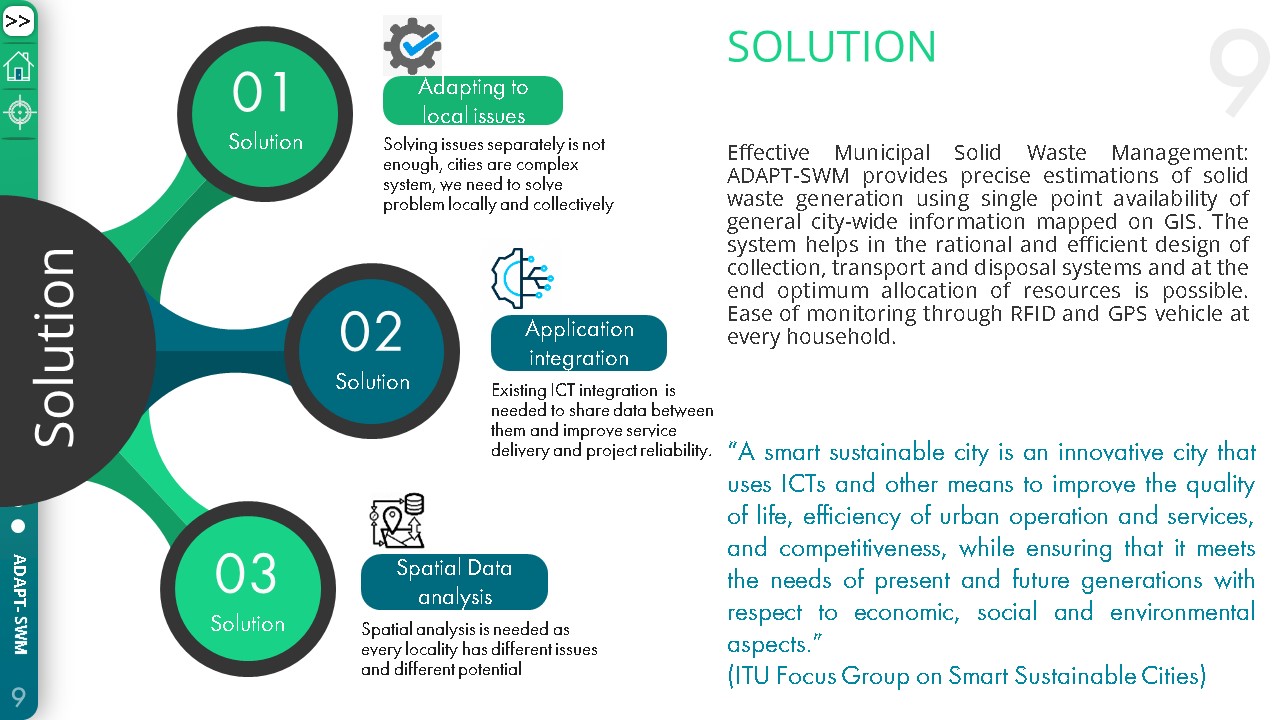 >>
Solution
ADAPT- SWM
9
01
Solution
Adapting to
local issues
Solving issues separately is not
enough, cities are complex
system, we need to solve
problem locally and collectively
02
Solution
Application
integration
Existing ICT integration is
needed to share data between
them and improve service
delivery and project reliability.
03
Solution
Spatial Data
analysis
Spatial analysis is needed as
every locality has different issues
and different potential
SOLUTION
9
Effective Municipal Solid Waste Management:
ADAPT-SWM provides precise estimations of solid
waste generation using single point availability of
general city-wide information mapped on GIS. The
system helps in the rational and efficient design of
collection, transport and disposal systems and at the
end optimum allocation of resources is possible.
Ease of monitoring through RFID and GPS vehicle at
every household.
“A smart sustainable city is an innovative city that
uses ICTs and other means to improve the quality
of life, efficiency of urban operation and services,
and competitiveness, while ensuring that it meets
the needs of present and future generations with
respect to economic, social and environmental
aspects.”
(ITU Focus Group on Smart Sustainable Cities)